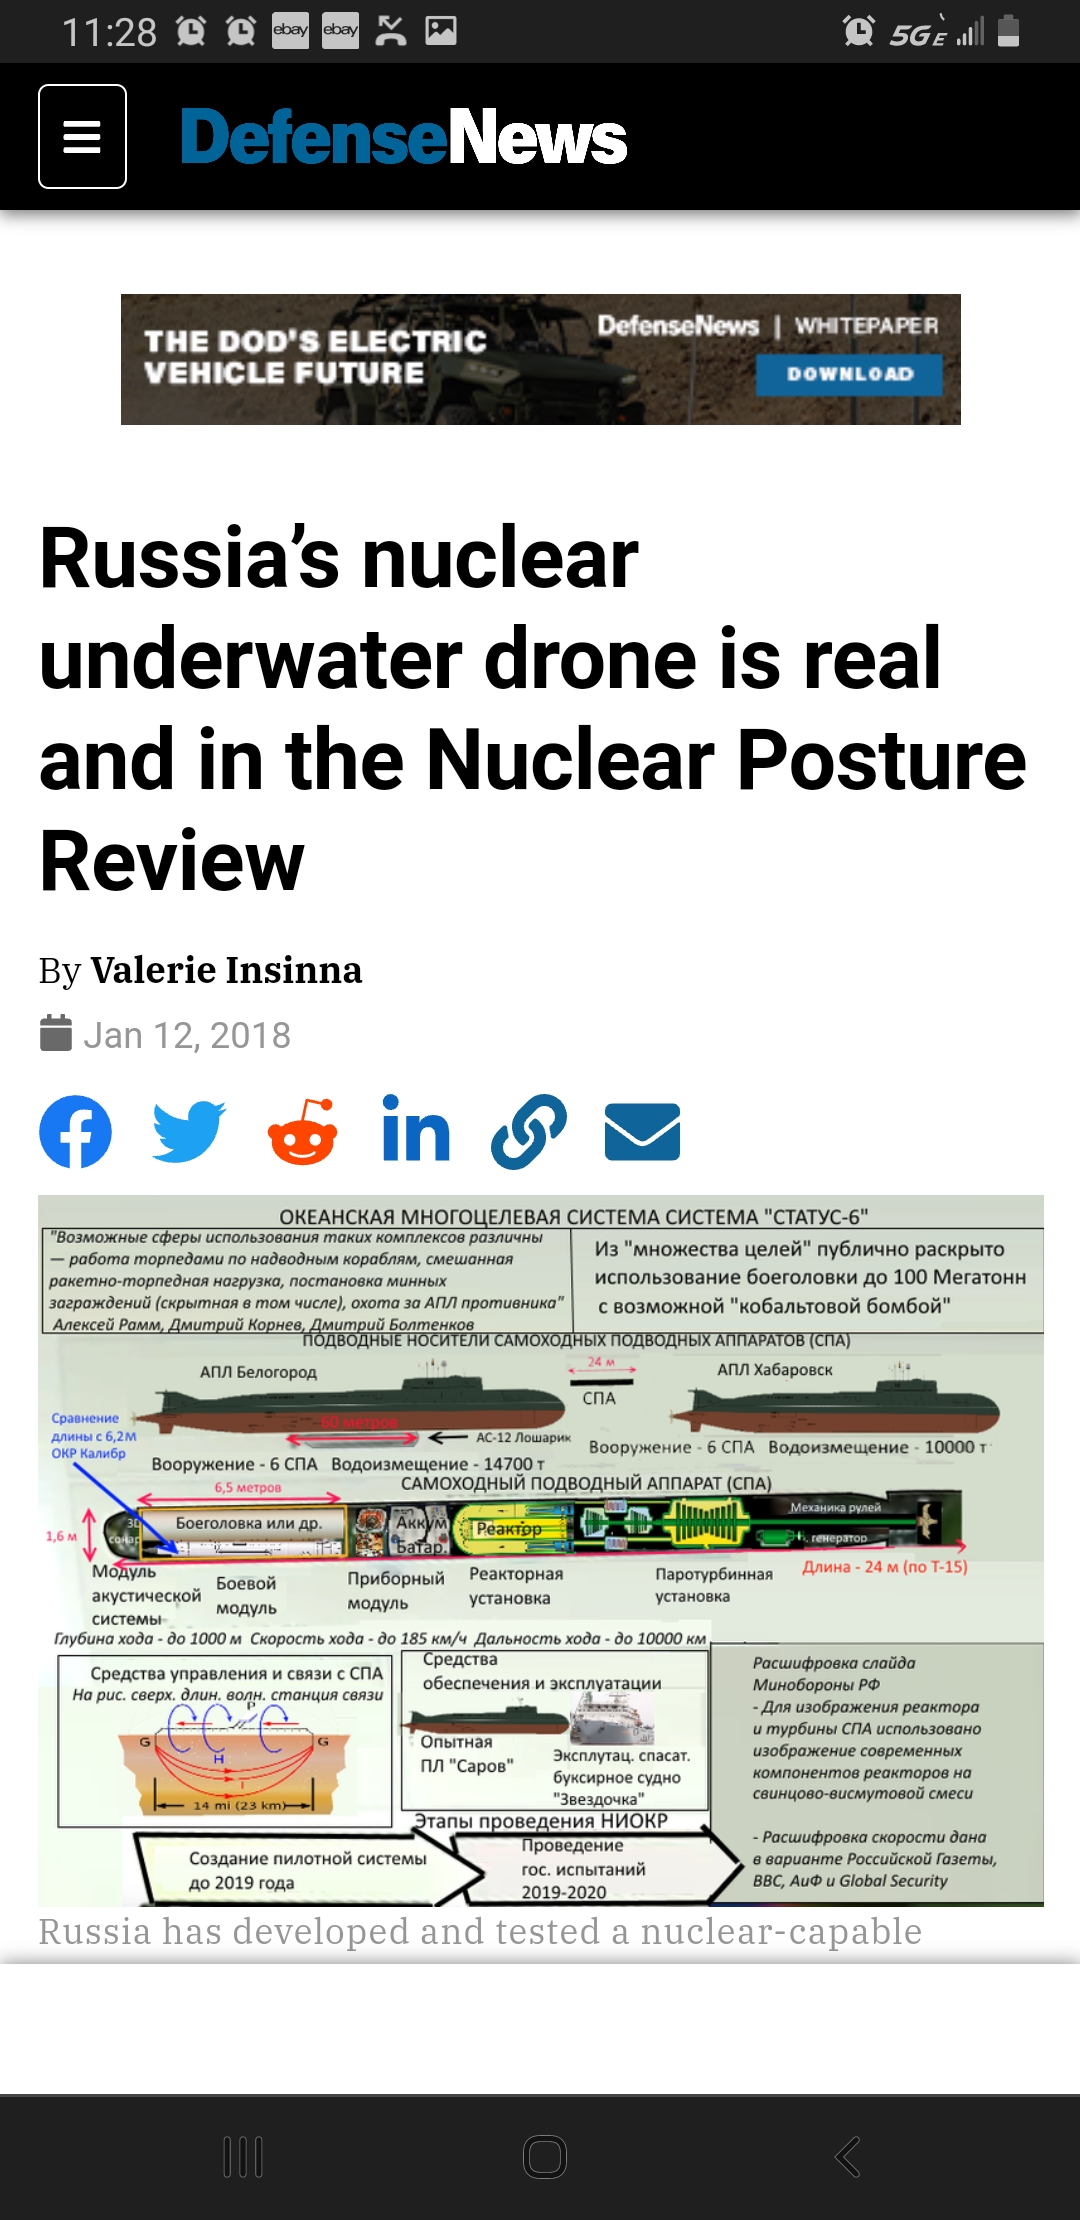 11:28
ebay
ebay
5GE
DefenseNews
THE DOD'S ELECTRIC
VEHICLE FUTURE
DefenseNews | WHITEPAPER
DOWNLOAD
Russia’s nuclear
underwater drone is real
and in the Nuclear Posture
Review
By Valerie Insinna
Jan 12, 2018
ОКЕАНСКАЯ МНОГОЦЕЛЕВАЯ СИСТЕМА СИСТЕМА "СТАТУС-6"
"Возможные сферы использования таких комплексов различны
— работа торпедами по надводным кораблям, смешанная
ракетно-торпедная нагрузка, постановка минных
заграждений (скрытная в том числе), охота за АПЛ противника"
Алексей Рамм, Дмитрий Корнев, Дмитрий Болтенков
Из "множества целей" публично раскрыто
использование боеголовки до 100 Мегатонн
с возможной "кобальтовой бомбой"
ПОДВОДНЫЕ НОСИТЕЛИ САМОХОДНЫХ ПОДВОДНЫХ АППАРАТОВ (СПА)
АПЛ Белогород
24 м
СПА
АПЛ Хабаровск
Сравнение
длины с 6,2М
ОКР Калибр
60 метров
АС-12 Лошарик
Вооружение - 6 СПА Водоизмещение - 14700 т
Вооружение - 6 СПА Водоизмещение - 10000 т
САМОХОДНЫЙ ПОДВОДНЫЙ АППАРАТ (СПА)
6,5 метров
1,6 м
3D
сонар
Боеголовка или др.
Аккум
Батар.
Реактор
Механика рулей
генератор
Длина - 24 м (по Т-15)
Модуль
акустической
системы
Боевой
модуль
Приборный
модуль
Реакторная
установка
Паротурбинная
установка
Глубина хода - до 1000 м Скорость хода - до 185 км/ч Дальность хода - до 10000 км
Средства управления и связи с СПА
На рис. сверх. длин. волн. станция связи
P
G
G
H
I
14 mi (23 km)
Средства
обеспечения и эксплуатации
Опытная
ПЛ "Саров"
Эксплутац. спасат.
буксирное судно
"Звездочка"
Расшифровка слайда
Минобороны РФ
- Для изображения реактора
и турбины СПА использовано
изображение современных
компонентов реакторов на
свинцово-висмутовой смеси
- Расшифровка скорости дана
в варианте Российской Газеты,
BBC, АиФ и Global Security
Этапы проведения НИОКР
Создание пилотной системы
до 2019 года
Проведение
гос. испытаний
2019-2020
Russia has developed and tested a nuclear-capable